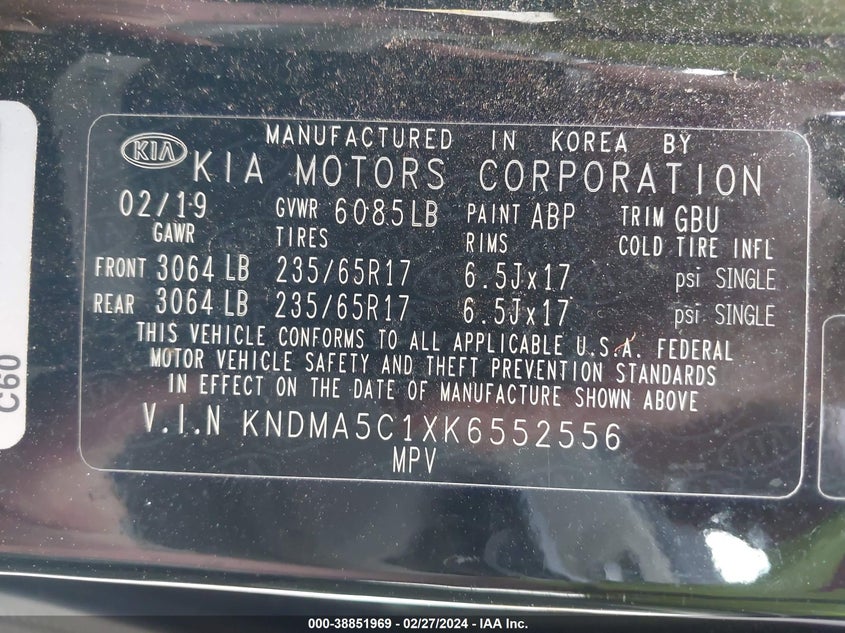 MANUFACTURED IN KOREA BY
KIA KIA MOTORS CORPORATION
02/19 GVWR 6085LB PAINT ABP TRIM GBU
GAWR TIRES RIMS COLD TIRE INFL
FRONT 3064 LB 235/65R17 6.5Jx17 psi SINGLE
REAR 3064 LB 235/65R17 6.5Jx17 psi SINGLE
THIS VEHICLE CONFORMS TO ALL APPLICABLE U.S.A. FEDERAL
MOTOR VEHICLE SAFETY AND THEFT PREVENTION STANDARDS
IN EFFECT ON THE DATE OF MANUFACTURE SHOWN ABOVE
V.I.N KNDMA5C1XK6552556
MPV
C60
000-38851969 - 02/27/2024 - IAA Inc.